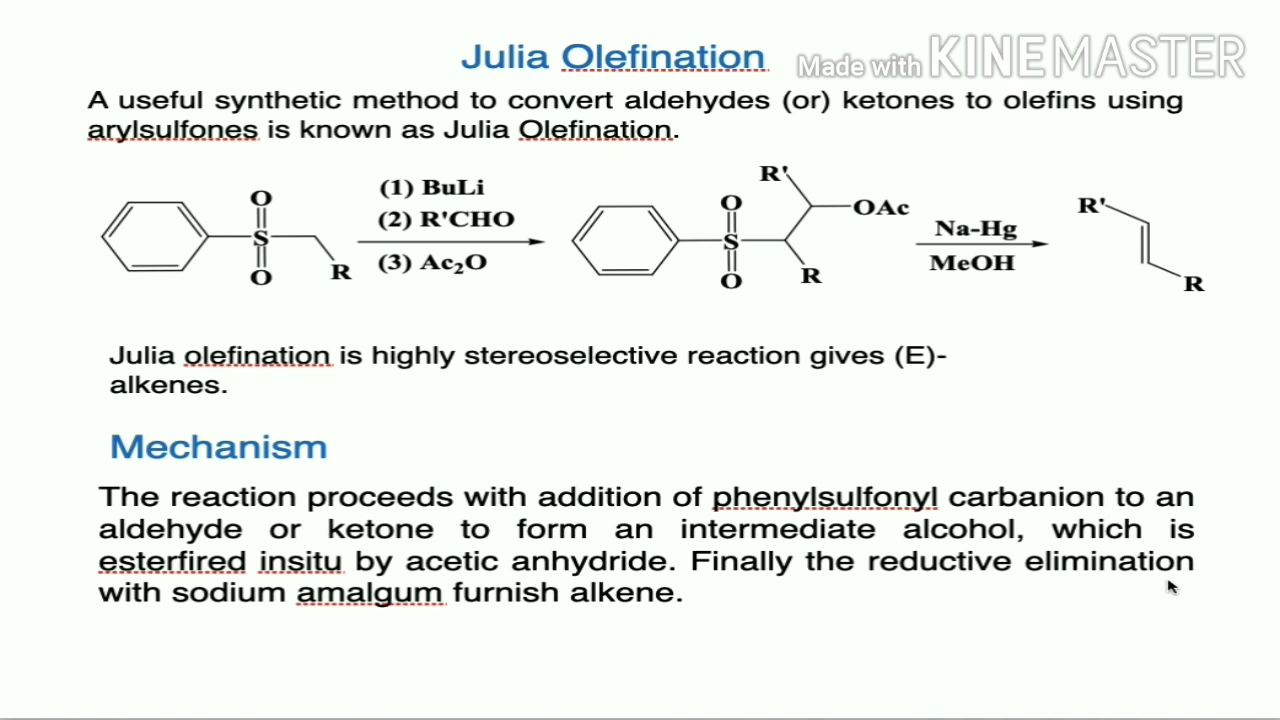 Julia Olefination
Made with KINEMASTER
A useful synthetic method to convert aldehydes (or) ketones to olefins using
arylsulfones is known as Julia Olefination.
O
S
O
R
(1) BuLi
(2) R'CHO
(3) Ac₂O
R'
O
S
O
OAc
R
Na-Hg
MeOH
R'
R
Julia olefination is highly stereoselective reaction gives (E)-
alkenes.
Mechanism
The reaction proceeds with addition of phenylsulfonyl carbanion to an
aldehyde or ketone to form an intermediate alcohol, which is
esterfired insitu by acetic anhydride. Finally the reductive elimination
with sodium amalgum furnish alkene.